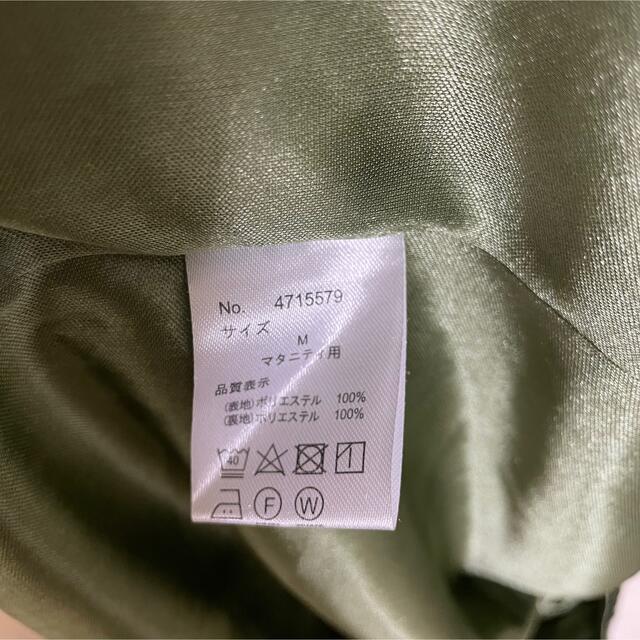 No. 4715579
サイズ
M
マタニティ用
品質表示
(表地)ポリエステル 100%
(裏地)ポリエステル 100%
40
F W